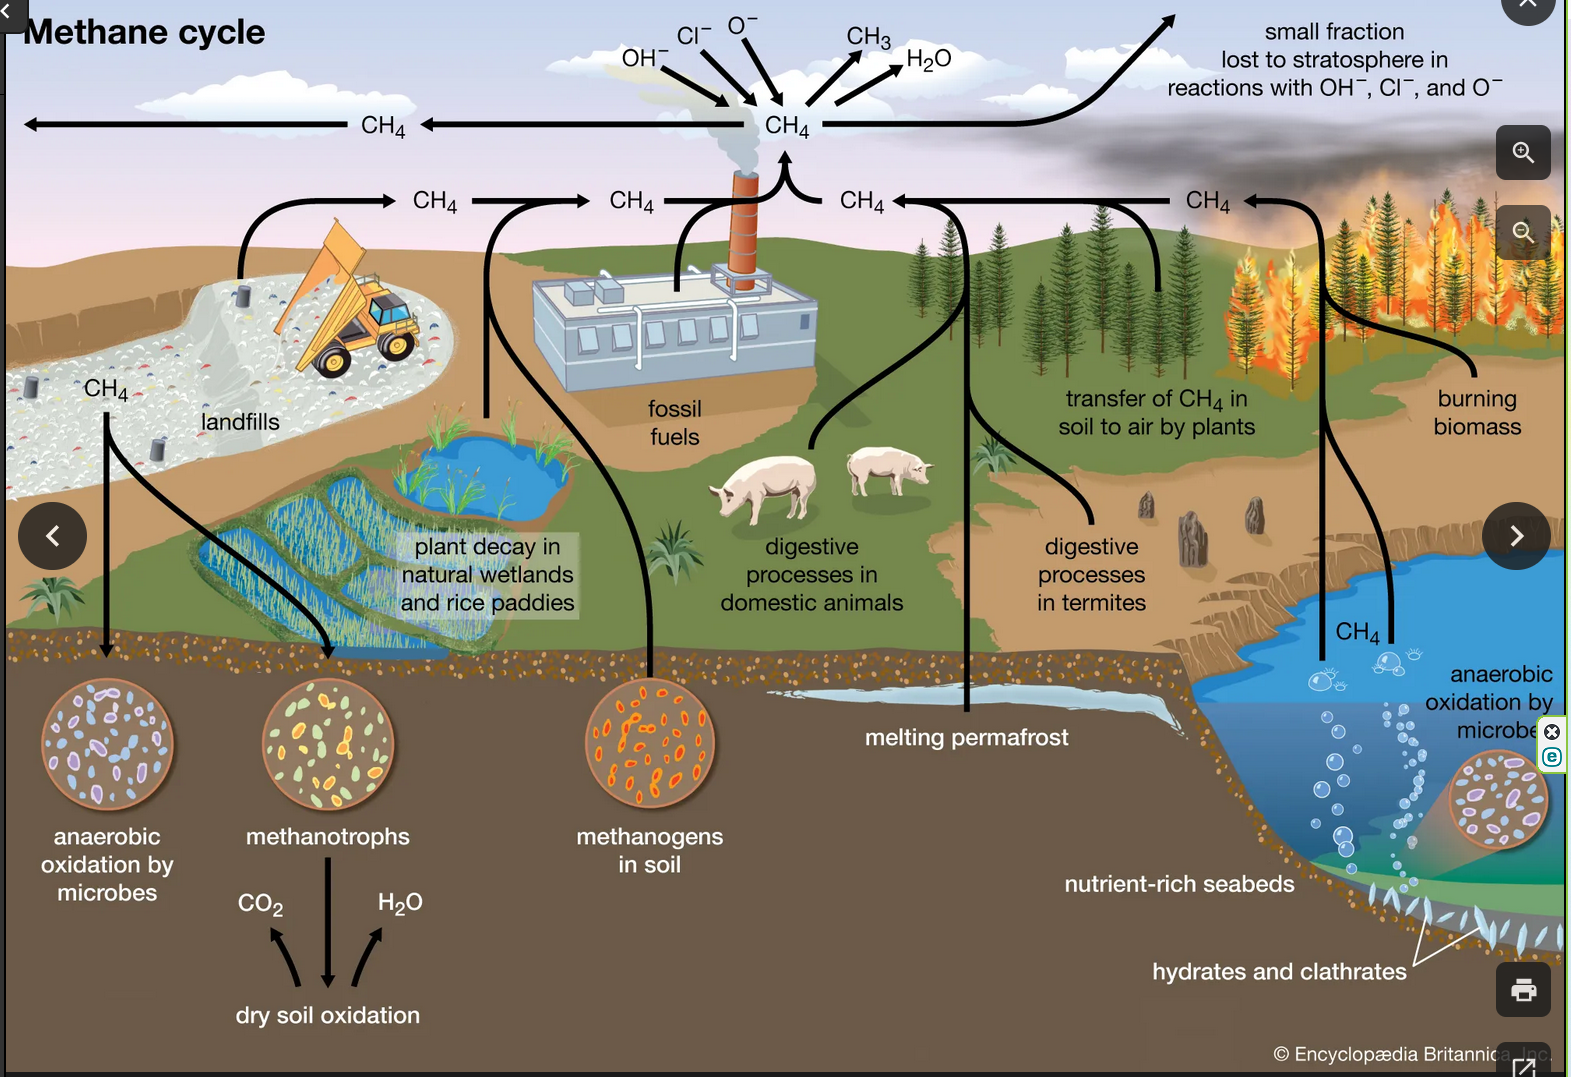 Methane cycle
OH⁻
Cl⁻
O⁻
CH₃
H₂O
small fraction
lost to stratosphere in
reactions with OH⁻, Cl⁻, and O⁻
CH₄
CH₄
CH₄
CH₄
CH₄
CH₄
CH₄
landfills
fossil
fuels
transfer of CH₄ in
soil to air by plants
burning
biomass
plant decay in
natural wetlands
and rice paddies
digestive
processes in
domestic animals
digestive
processes
in termites
CH₄
anaerobic
oxidation by
microbe
melting permafrost
anaerobic
oxidation by
microbes
methanotrophs
methanogens
in soil
CO₂
H₂O
dry soil oxidation
nutrient-rich seabeds
hydrates and clathrates
© Encyclopædia Britannica, Inc.